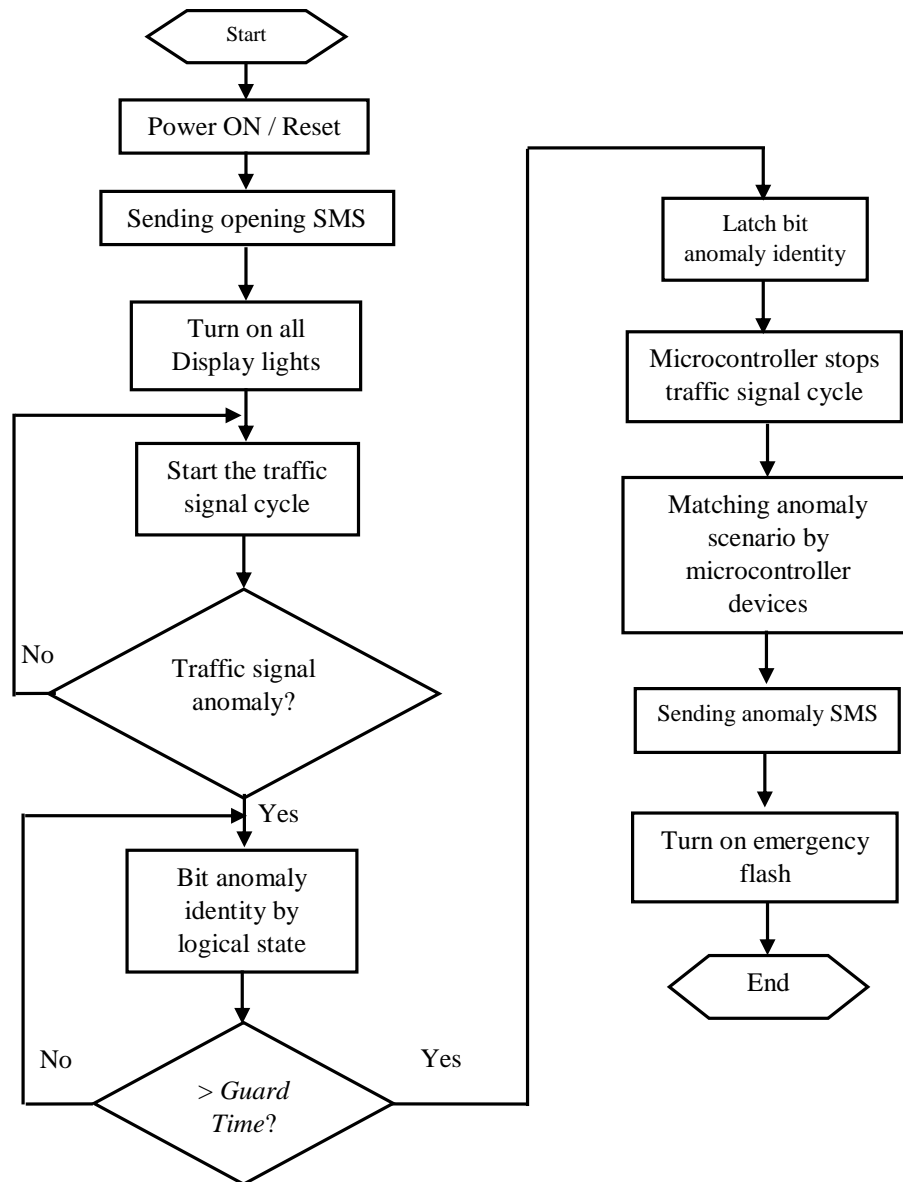 Start
Power ON / Reset
Sending opening SMS
Turn on all
Display lights
Start the traffic
signal cycle
No
Traffic signal
anomaly?
Yes
Bit anomaly
identity by
logical state
No
Yes
> Guard
Time?
Latch bit
anomaly identity
Microcontroller stops
traffic signal cycle
Matching anomaly
scenario by
microcontroller
devices
Sending anomaly SMS
Turn on emergency
flash
End